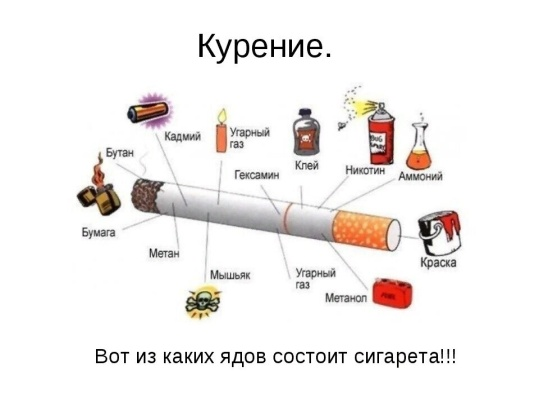 Курение.
Кадмий
Угарный
газ
Бутан
Гексамин
Клей
Никотин
Аммоний
Бумага
Метан
Мышьяк
Угарный
газ
Метанол
Краска
Вот из каких ядов состоит сигарета!!!